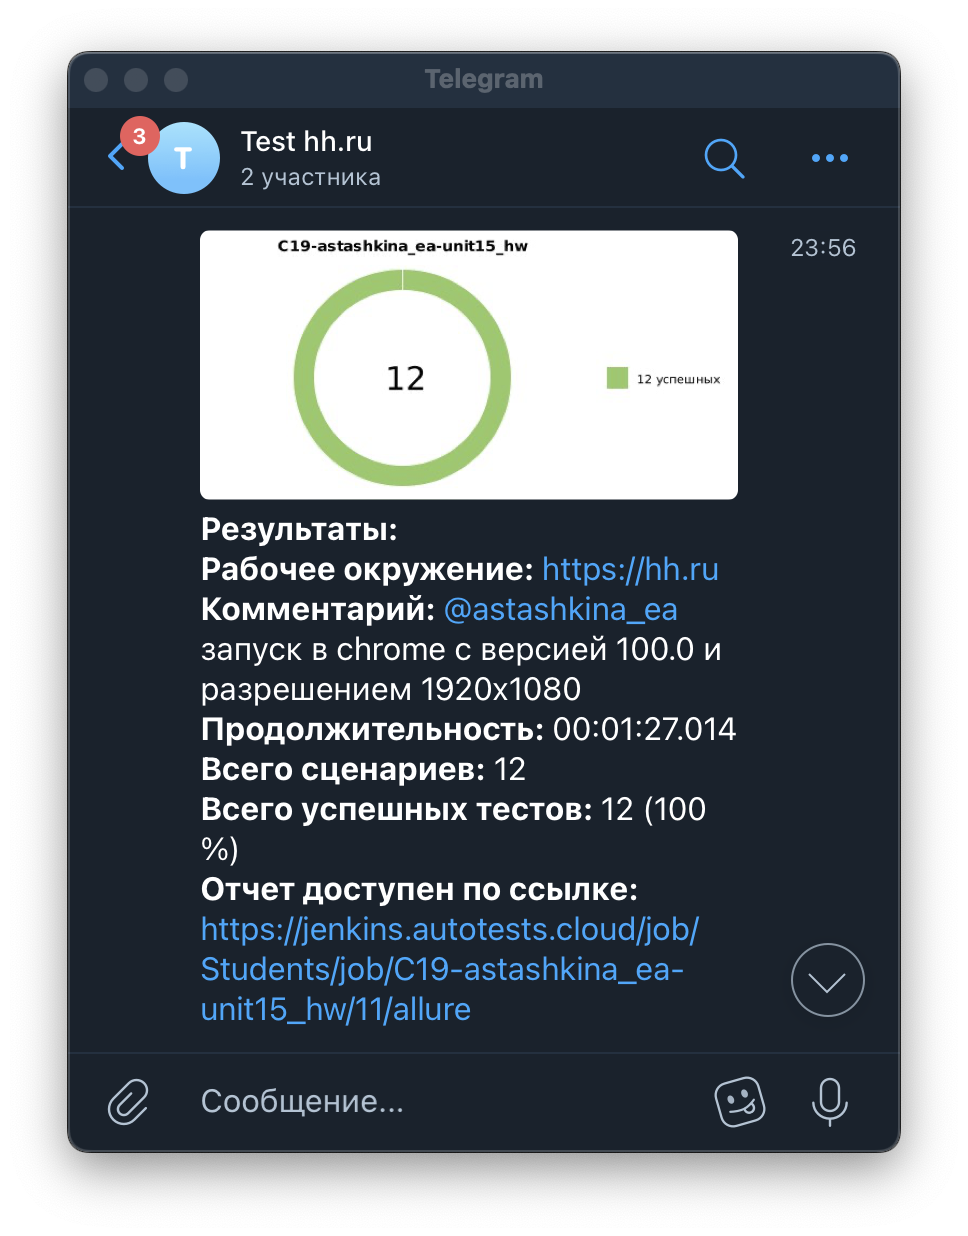 Telegram
3
T
Test hh.ru
2 участника
23:56
C19-astashkina_ea-unit15_hw
12
12 успешных
Результаты:
Рабочее окружение: https://hh.ru
Комментарий: @astashkina_ea
запуск в chrome с версией 100.0 и
разрешением 1920x1080
Продолжительность: 00:01:27.014
Всего сценариев: 12
Всего успешных тестов: 12 (100
%)
Отчет доступен по ссылке:
https://jenkins.autotests.cloud/job/
Students/job/C19-astashkina_ea-
unit15_hw/11/allure
Сообщение...